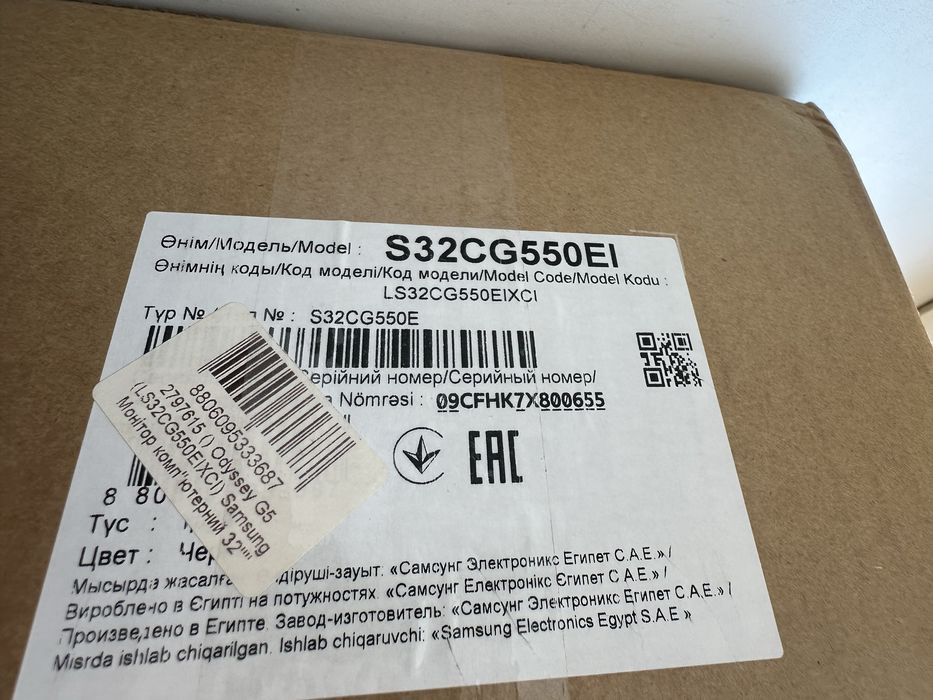 Өнім/Модель/Model : S32CG550EI
Өнімнің коды/Код моделі/Код модели/Model Code/Model Kodu :
LS32CG550EIXCI
Түр № : S32CG550E
Серійний номер/Серийный номер/
Nömrəsi : 09CFHK7X800655
EAC
8 80
Түс :
Цвет :
Мысырда дируші-зауыт: «Самсунг Электроникс Египет С.А.Е.» /
Вироблено в Єгипті на потужностях «Самсунг Електронікс Єгипет С.А.Е.» /
Произведено в Египте. Завод-изготовитель: «Самсунг Электроникс Египет С.А.Е.» /
Misrda ishlab chiqarilgan. Ishlab chiqaruvchi: «Samsung Electronics Egypt S.A.E »
8806095333687
2797615 () Odyssey G5
(LS32CG550EIXCI) Samsung
Монітор комп"ютерний 32""